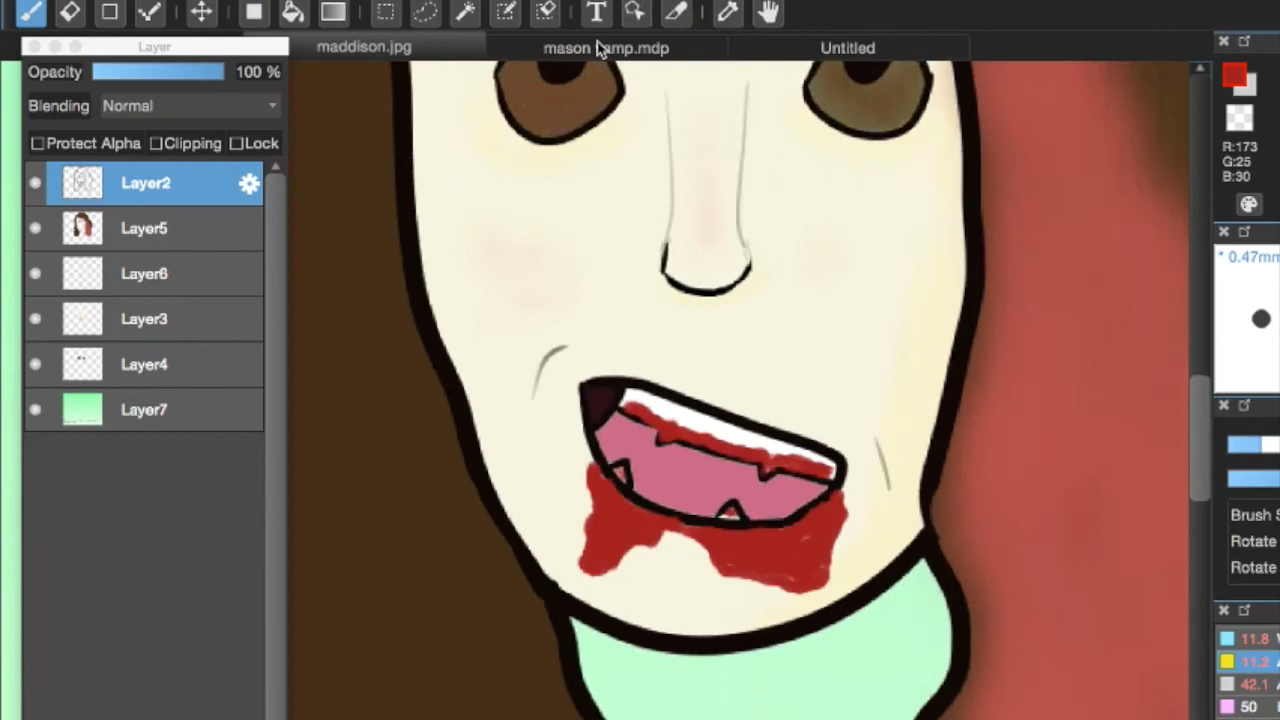 Layer
maddison.jpg
mason
amp.mdp
Untitled
Opacity 100 %
Blending Normal
Protect Alpha Clipping Lock
Layer2
Layer5
Layer6
Layer3
Layer4
Layer7
R:173
G:25
B:30
* 0.47mm
Brush
Rotate
Rotate
11.8
11.2
42.1
50